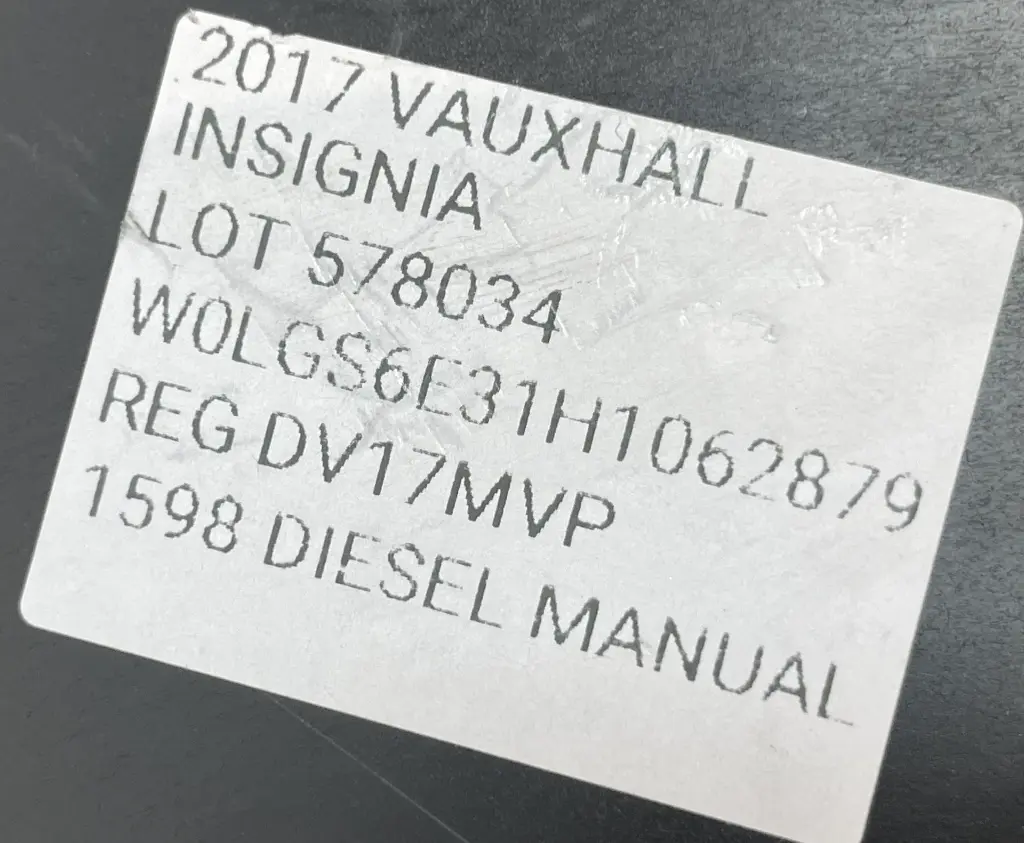 2017 VAUXHALL
INSIGNIA
LOT 578034
W0LGS6E31H1062879
REG DV17MVP
1598 DIESEL MANUAL